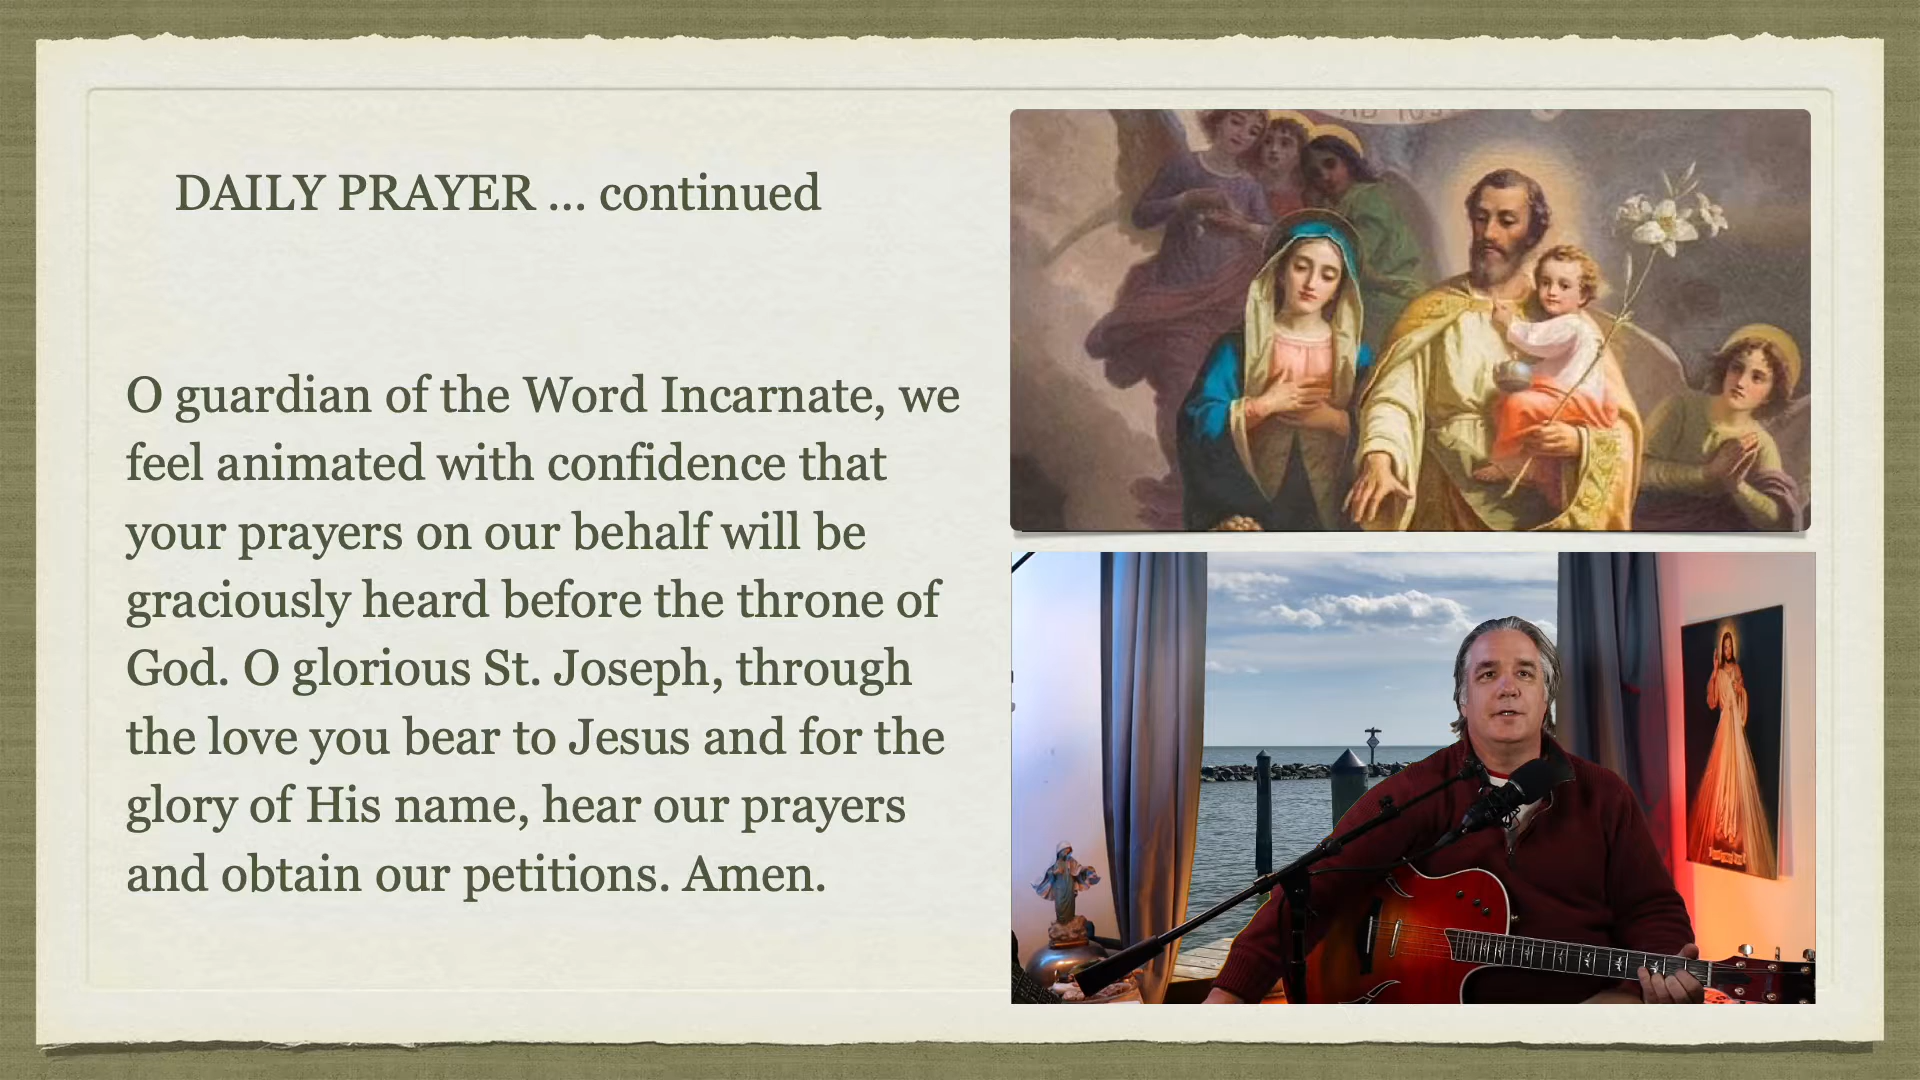 DAILY PRAYER ... continued
O guardian of the Word Incarnate, we
feel animated with confidence that
your prayers on our behalf will be
graciously heard before the throne of
God. O glorious St. Joseph, through
the love you bear to Jesus and for the
glory of His name, hear our prayers
and obtain our petitions. Amen.